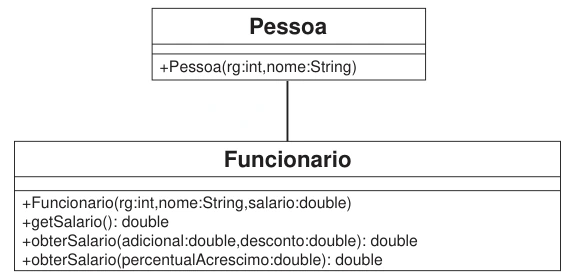 Pessoa
+Pessoa(rg:int,nome:String)
Funcionario
+Funcionario(rg:int,nome:String,salario:double)
+getSalario(): double
+obterSalario(adicional:double,desconto:double): double
+obterSalario(percentualAcrescimo:double): double